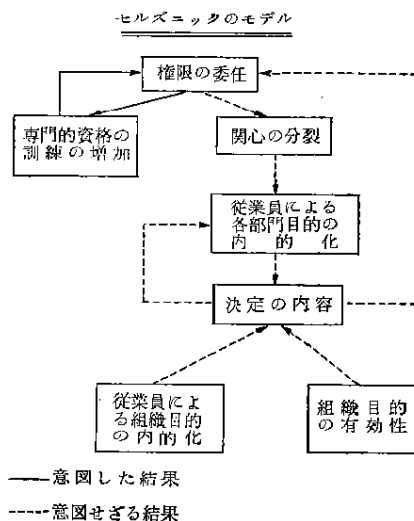 セルズニックのモデル
権限の委任
専門的資格の
訓練の増加
関心の分裂
従業員による
各部門目的の
内的化
決定の内容
従業員によ
る組織目的
の内的化
組織目的
の有効性
意図した結果
意図せざる結果